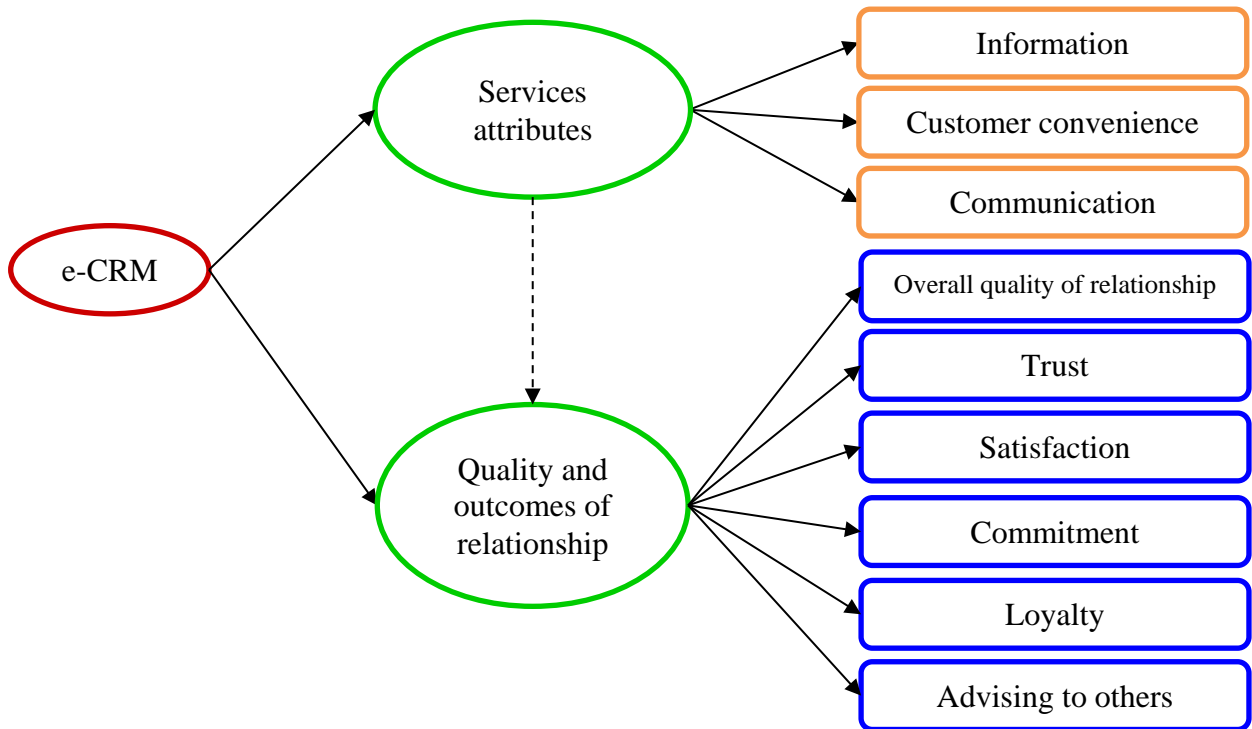 Information
Services
attributes
Customer convenience
Communication
e-CRM
Overall quality of relationship
Trust
Satisfaction
Quality and
outcomes of
relationship
Commitment
Loyalty
Advising to others